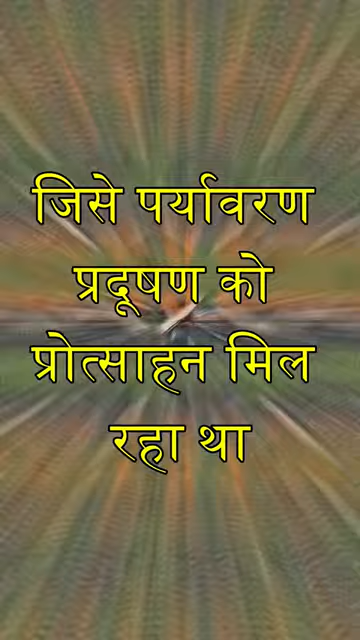 जिसे पर्यावरण
प्रदूषण को
प्रोत्साहन मिल
रहा था